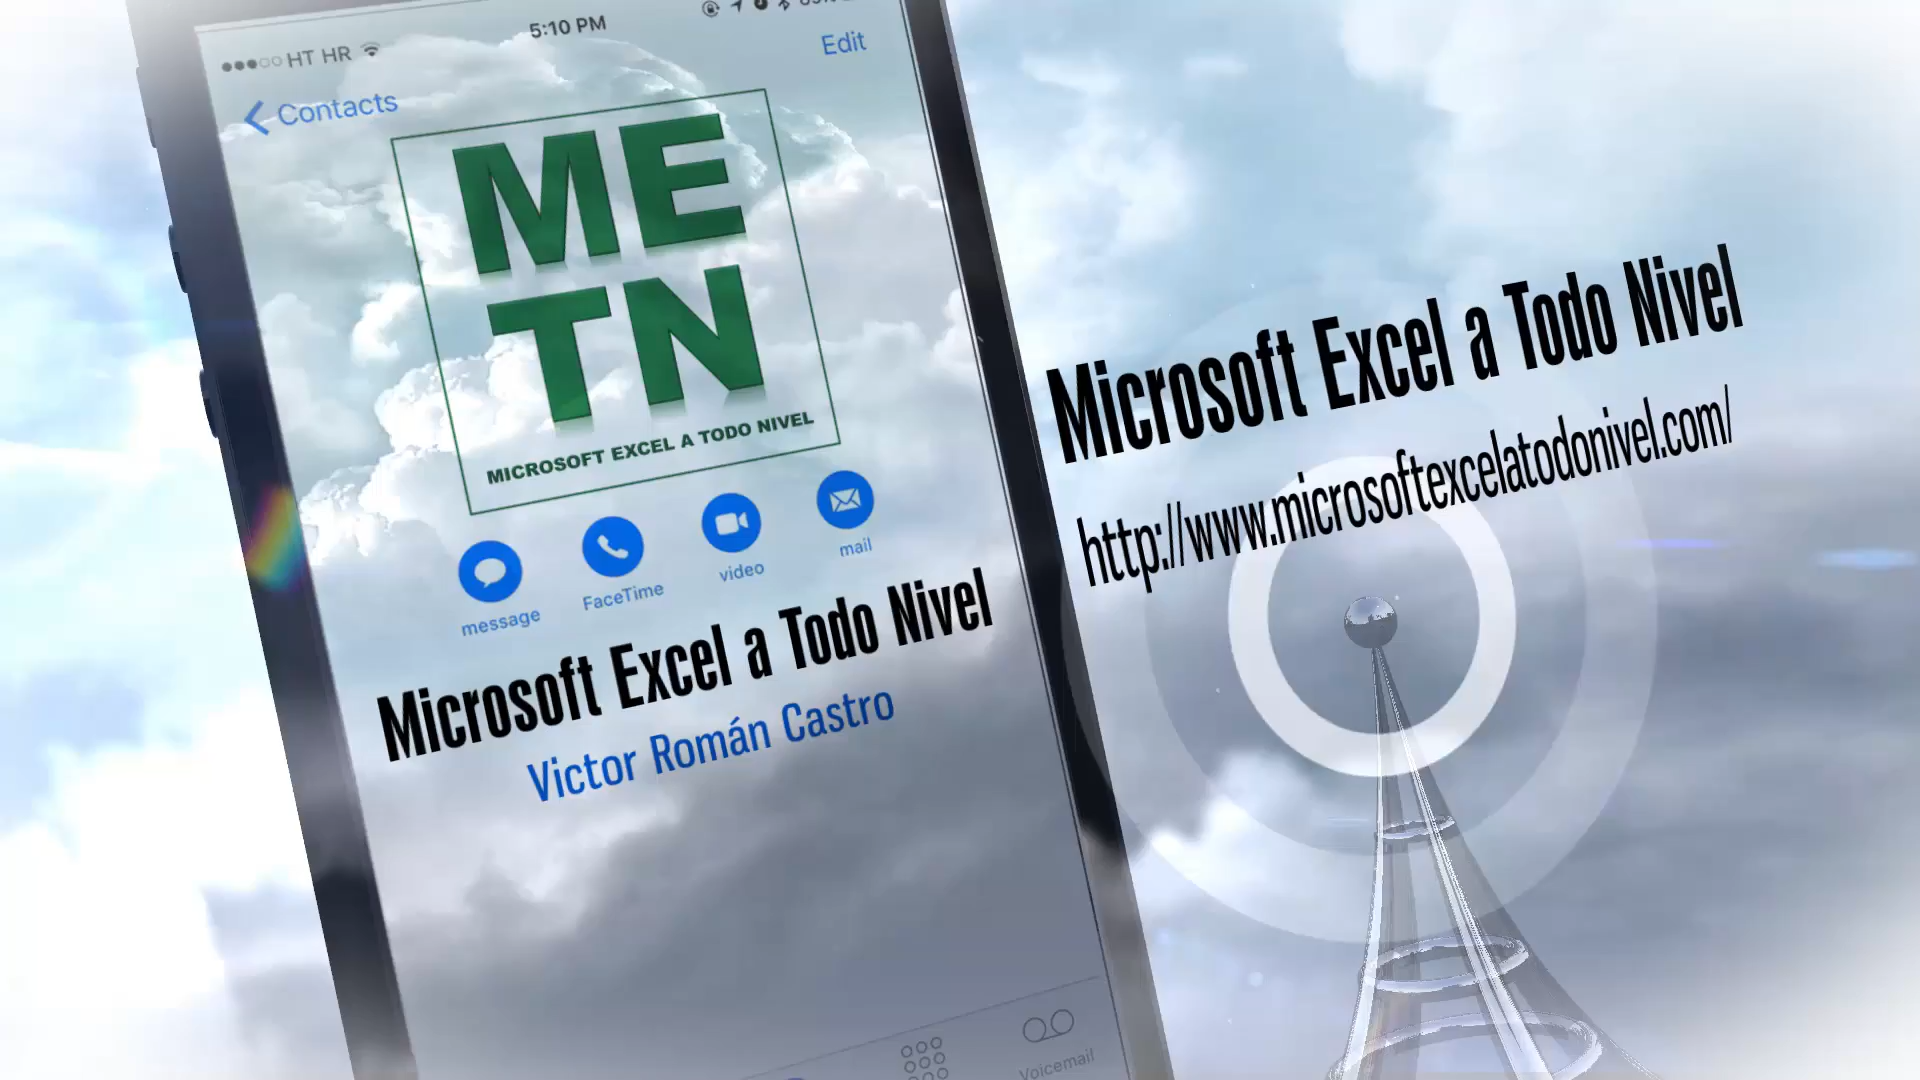 HT HR
5:10 PM
Contacts
Edit
ME
TN
MICROSOFT EXCEL A TODO NIVEL
message
FaceTime
video
mail
Microsoft Excel a Todo Nivel
Victor Román Castro
Voicemail
Microsoft Excel a Todo Nivel
http://www.microsoftexcelatodonivel.com/